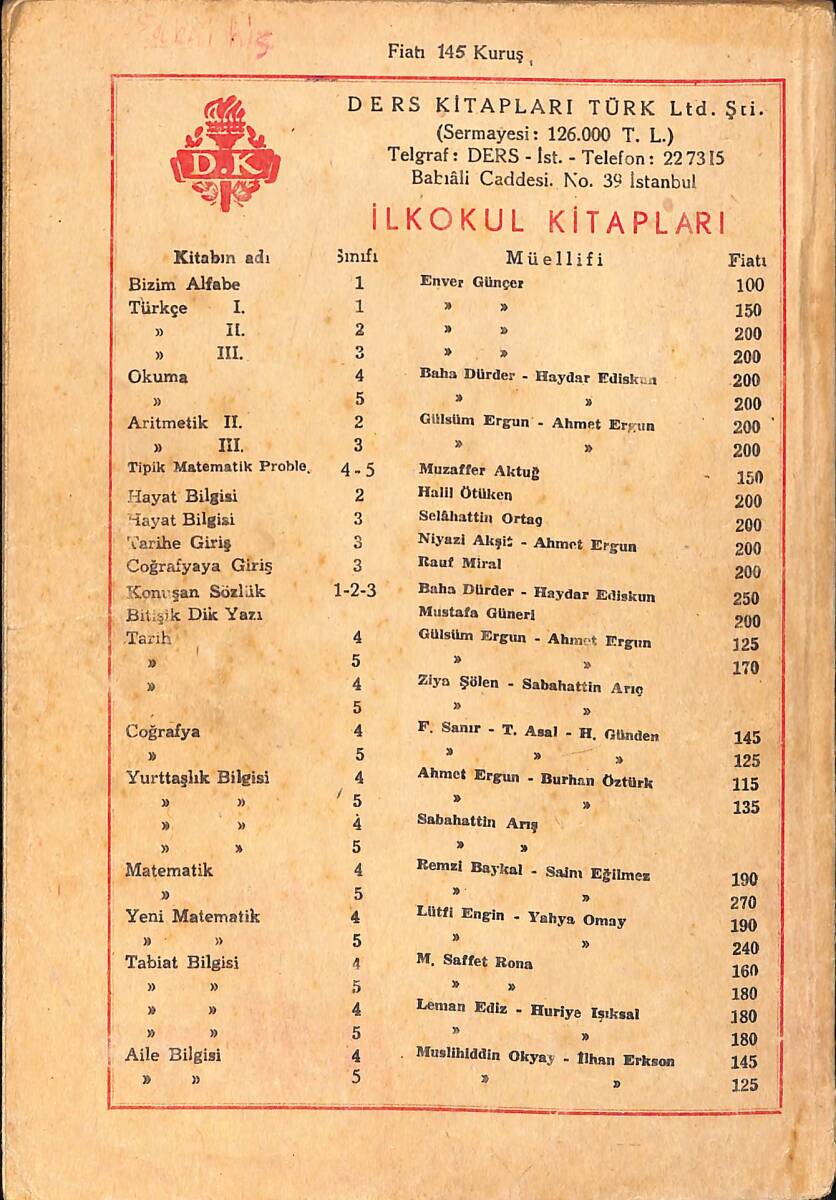 Fiatı 145 Kuruş
D.K
DERS KİTAPLARI TÜRK Ltd. Şti.
(Sermayesi: 126.000 T. L.)
Telgraf: DERS - İst. - Telefon: 22 73 15
Babıâli Caddesi. No. 39 İstanbul
İLKOKUL KİTAPLARI
Kitabın adı Sınıfı Müellifi Fiatı
Bizim Alfabe 1 Enver Günçer 100
Türkçe I. 1 » » 150
» II. 2 » » 200
» III. 3 » » 200
Okuma 4 Baha Dürder - Haydar Ediskun 200
» 5 » » 200
Aritmetik II. 2 Gülsüm Ergun - Ahmet Ergun 200
» III. 3 » » 200
Tipik Matematik Proble. 4-5 Muzaffer Aktuğ 150
Hayat Bilgisi 2 Halil Ötüken 200
Hayat Bilgisi 3 Selâhattin Ortaç 200
Tarihe Giriş 3 Niyazi Akşit - Ahmet Ergun 200
Coğrafyaya Giriş 3 Rauf Miral 200
Konuşan Sözlük 1-2-3 Baha Dürder - Haydar Ediskun 250
Bitişik Dik Yazı Mustafa Güneri 200
Tarih 4 Gülsüm Ergun - Ahmet Ergun 125
» 5 » » 170
» 4 Ziya Şölen - Sabahattin Arıç
5 » »
Coğrafya 4 F. Sanır - T. Asal - H. Günden 145
» 5 » » » 125
Yurttaşlık Bilgisi 4 Ahmet Ergun - Burhan Öztürk 115
» » 5 » » 135
» » 4 Sabahattin Arış
» » 5 » »
Matematik 4 Remzi Baykal - Saim Eğilmez 190
» 5 » » 270
Yeni Matematik 4 Lütfi Engin - Yahya Omay 190
» » 5 » » 240
Tabiat Bilgisi 4 M. Saffet Rona 160
» » 5 » » 180
» » 4 Leman Ediz - Huriye Işıksal 180
» » 5 » » 180
Aile Bilgisi 4 Muslihiddin Okyay - İlhan Erkson 145
» » 5 » » 125